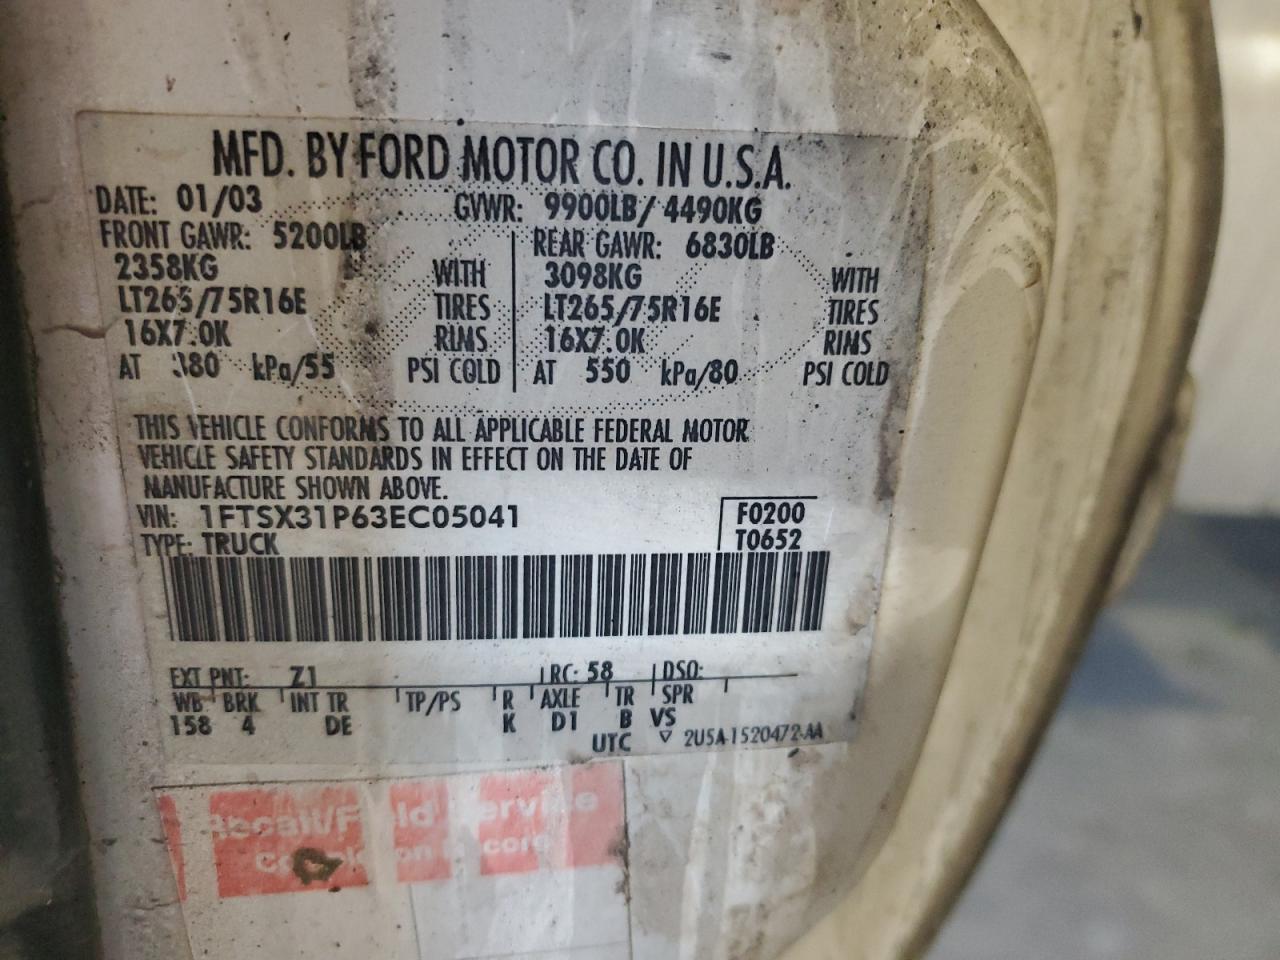 MFD. BY FORD MOTOR CO. IN U.S.A.
DATE: 01/03 GVWR: 9900LB/ 4490KG
FRONT GAWR: 5200LB REAR GAWR: 6830LB
2358KG WITH 3098KG WITH
LT265/75R16E TIRES LT265/75R16E TIRES
16X7.0K RIMS 16X7.0K RIMS
AT 380 kPa/55 PSI COLD AT 550 kPa/80 PSI COLD
THIS VEHICLE CONFORMS TO ALL APPLICABLE FEDERAL MOTOR
VEHICLE SAFETY STANDARDS IN EFFECT ON THE DATE OF
MANUFACTURE SHOWN ABOVE.
VIN: 1FTSX31P63EC05041 F0200
TYPE: TRUCK T0652
EXT PNT: Z1 RC: 58 DSO:
WB BRK INT TR TP/PS R AXLE TR SPR
158 4 DE K D1 B VS
UTC ▽ 2U5A-1520472-AA
Recall/Field Service
Completion Record